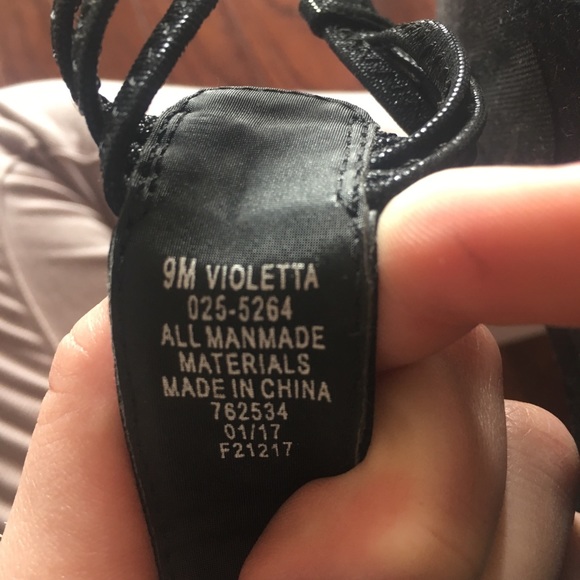 9M VIOLETTA
025-5264
ALL MANMADE
MATERIALS
MADE IN CHINA
762534
01/17
F21217